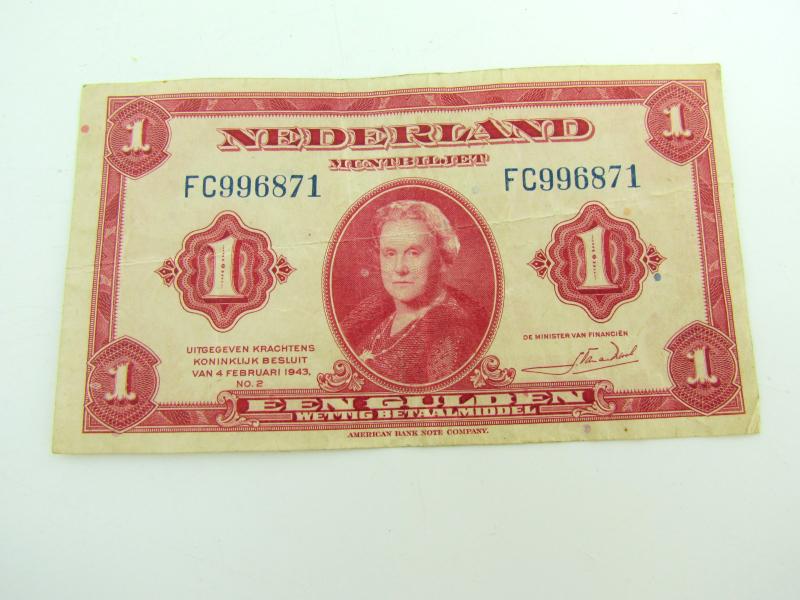 1 1
NEDERLAND
MUNTBILJET
FC996871 FC996871
1 1
UITGEGEVEN KRACHTENS
KONINKLIJK BESLUIT
VAN 4 FEBRUARI 1943,
NO. 2
DE MINISTER VAN FINANCIËN
1 1
EEN GULDEN
WETTIG BETAALMIDDEL
AMERICAN BANK NOTE COMPANY.